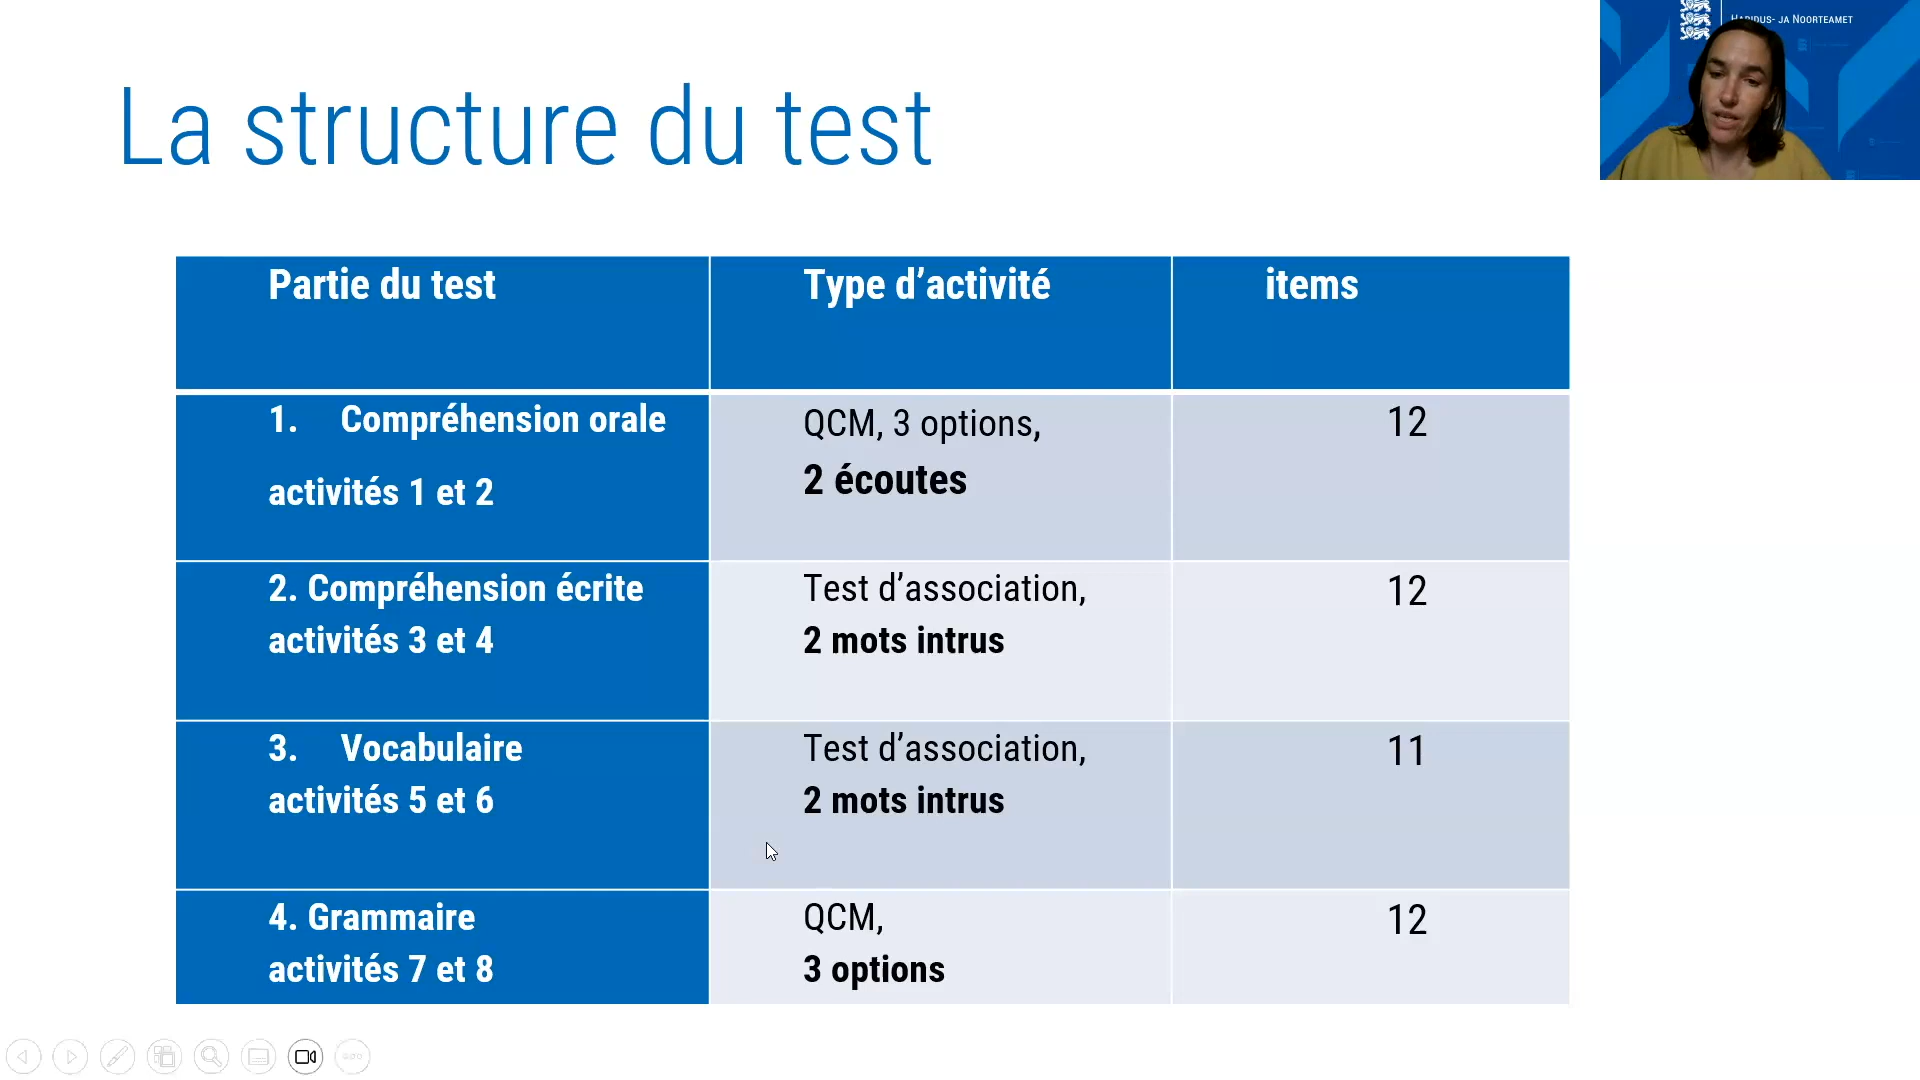 HARIDUS- JA NOORTEAMET
La structure du test
Partie du test
Type d’activité
items
1. Compréhension orale
activités 1 et 2
QCM, 3 options,
2 écoutes
12
2. Compréhension écrite
activités 3 et 4
Test d’association,
2 mots intrus
12
3. Vocabulaire
activités 5 et 6
Test d’association,
2 mots intrus
11
4. Grammaire
activités 7 et 8
QCM,
3 options
12